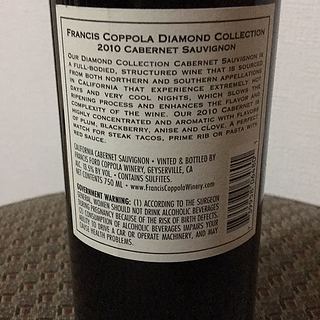 FRANCIS COPPOLA DIAMOND COLLECTION
2010 CABERNET SAUVIGNON
OUR DIAMOND COLLECTION CABERNET SAUVIGNON IS
A FULL-BODIED, STRUCTURED WINE THAT IS SOURCED
FROM BOTH NORTHERN AND SOUTHERN APPELLATIONS
IN CALIFORNIA THAT EXPERIENCE EXTREMELY HOT
DAYS AND VERY COOL NIGHTS, WHICH SLOWS THE
RIPENING PROCESS AND ENHANCES THE FLAVOR AND
COMPLEXITY OF THE WINE. OUR 2010 CABERNET IS
HIGHLY CONCENTRATED AND AROMATIC WITH FLAVORS
OF PLUM, BLACKBERRY, ANISE AND CLOVE. A PERFECT
MATCH FOR STEAK TACOS, PRIME RIB OR PASTA WITH
RED SAUCE.
CALIFORNIA CABERNET SAUVIGNON • VINTED & BOTTLED BY
FRANCIS FORD COPPOLA WINERY, GEYSERVILLE, CA
ALC. 13.5% BY VOL. • CONTAINS SULFITES.
NET CONTENTS 750 ML • www.FrancisCoppolaWinery.com
GOVERNMENT WARNING: (1) ACCORDING TO THE SURGEON
GENERAL, WOMEN SHOULD NOT DRINK ALCOHOLIC BEVERAGES
DURING PREGNANCY BECAUSE OF THE RISK OF BIRTH DEFECTS.
(2) CONSUMPTION OF ALCOHOLIC BEVERAGES IMPAIRS YOUR
ABILITY TO DRIVE A CAR OR OPERATE MACHINERY, AND MAY
CAUSE HEALTH PROBLEMS.